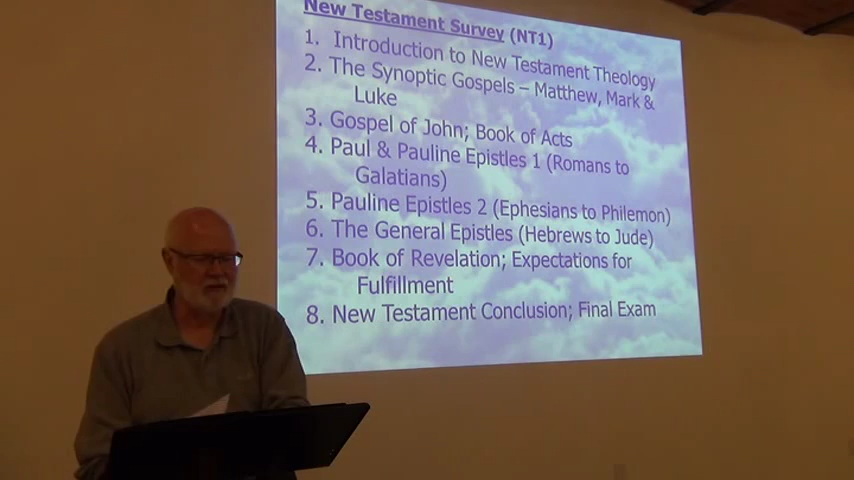 New Testament Survey (NT1)
1. Introduction to New Testament Theology
2. The Synoptic Gospels – Matthew, Mark &
Luke
3. Gospel of John; Book of Acts
4. Paul & Pauline Epistles 1 (Romans to
Galatians)
5. Pauline Epistles 2 (Ephesians to Philemon)
6. The General Epistles (Hebrews to Jude)
7. Book of Revelation; Expectations for
Fulfillment
8. New Testament Conclusion; Final Exam